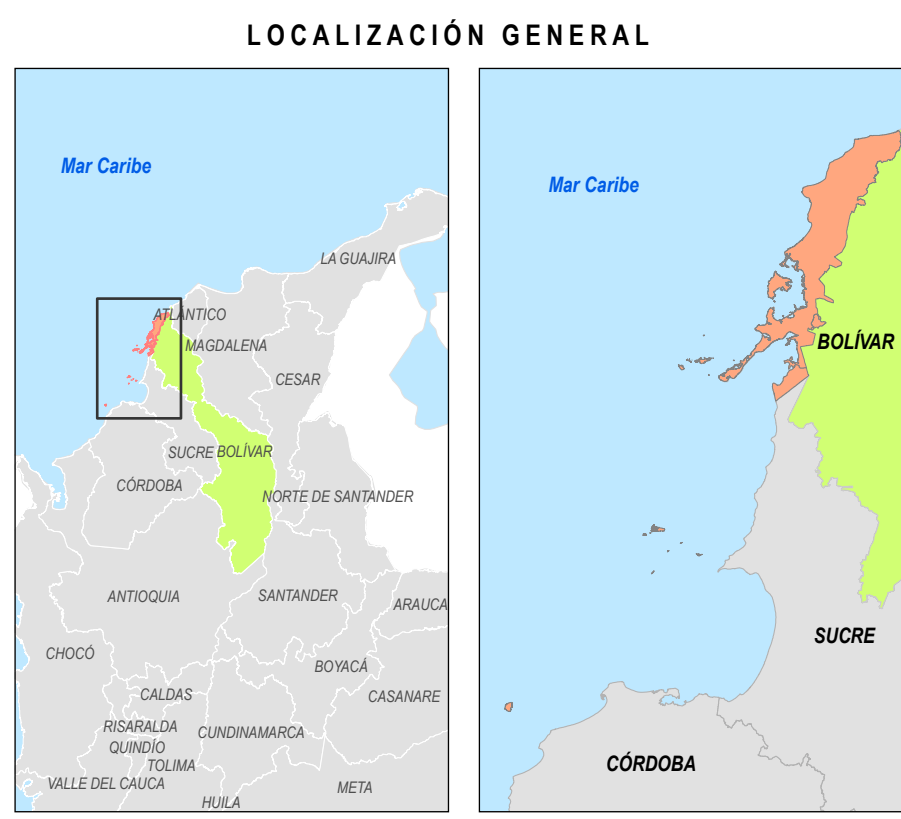 LOCALIZACIÓN GENERAL
Mar Caribe
LA GUAJIRA
ATLÁNTICO
MAGDALENA
CESAR
SUCRE
BOLÍVAR
CÓRDOBA
NORTE DE SANTANDER
ANTIOQUIA
SANTANDER
ARAUCA
CHOCÓ
BOYACÁ
CALDAS
CASANARE
RISARALDA
CUNDINAMARCA
QUINDÍO
TOLIMA
VALLE DEL CAUCA
META
HUILA
Mar Caribe
BOLÍVAR
SUCRE
CÓRDOBA